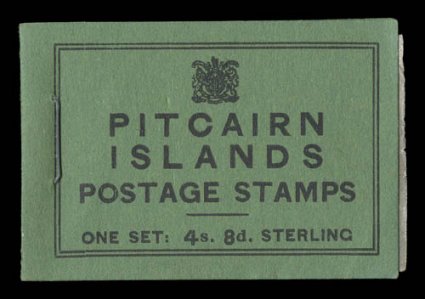 PITCAIRN
ISLANDS
POSTAGE STAMPS
ONE SET: 4s. 8d. STERLING